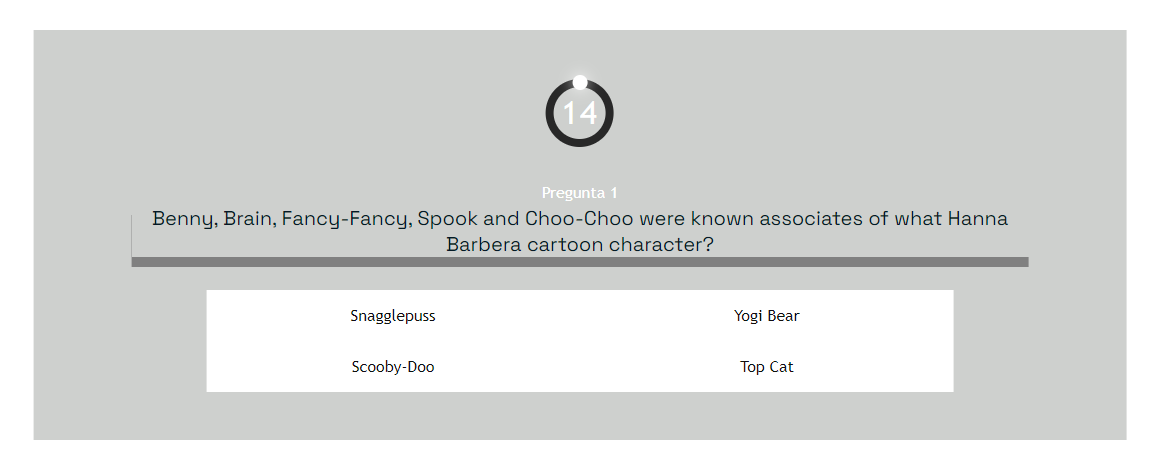 14
Pregunta 1
Benny, Brain, Fancy-Fancy, Spook and Choo-Choo were known associates of what Hanna
Barbera cartoon character?
Snagglepuss
Yogi Bear
Scooby-Doo
Top Cat